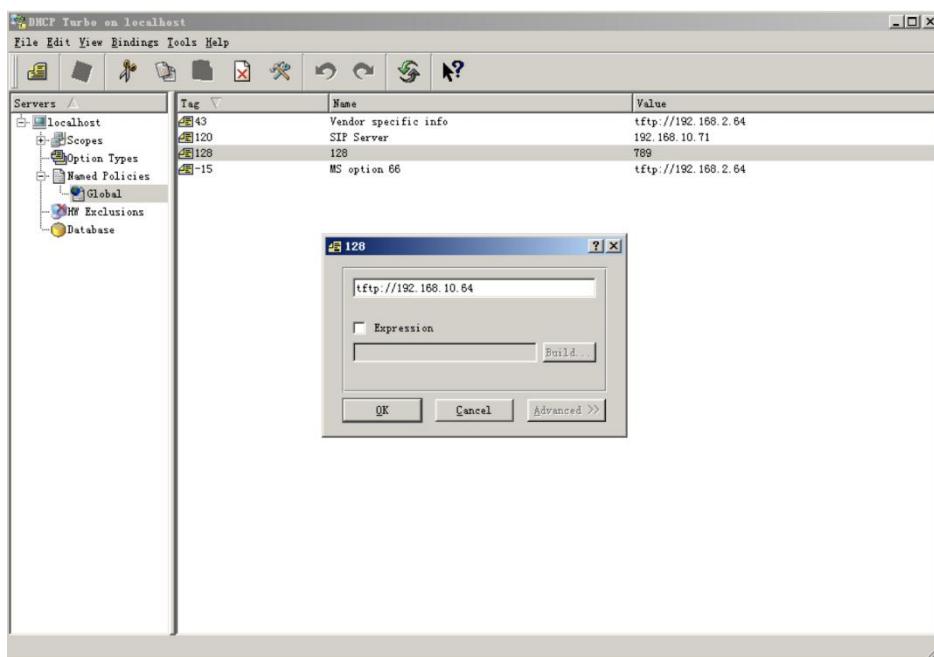 DHCP Turbo on localhost
File Edit View Bindings Tools Help
Servers
Tag Name Value
localhost
Scopes
Option Types
Named Policies
Global
HW Exclusions
Database
43 Vendor specific info tftp://192.168.2.64
120 SIP Server 192.168.10.71
128 128 789
-15 MS option 66 tftp://192.168.2.64
128
tftp://192.168.10.64
Expression
Build...
OK Cancel Advanced >>